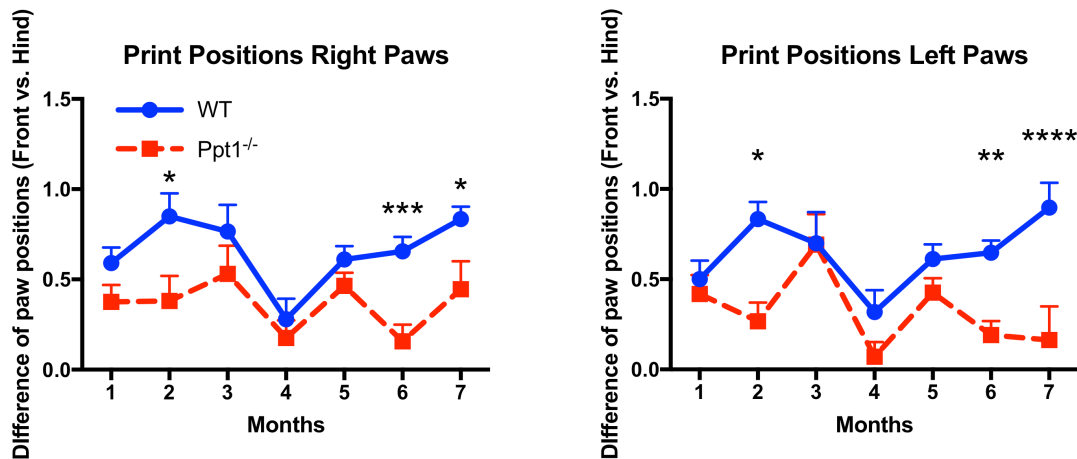 Print Positions Right Paws
Difference of paw positions (Front vs. Hind)
1.5
1.0
0.5
0.0
WT
Ppt1-/-
*
***
*
1 2 3 4 5 6 7
Months
Print Positions Left Paws
Difference of paw positions (Front vs. Hind)
1.5
1.0
0.5
0.0
*
**
****
1 2 3 4 5 6 7
Months